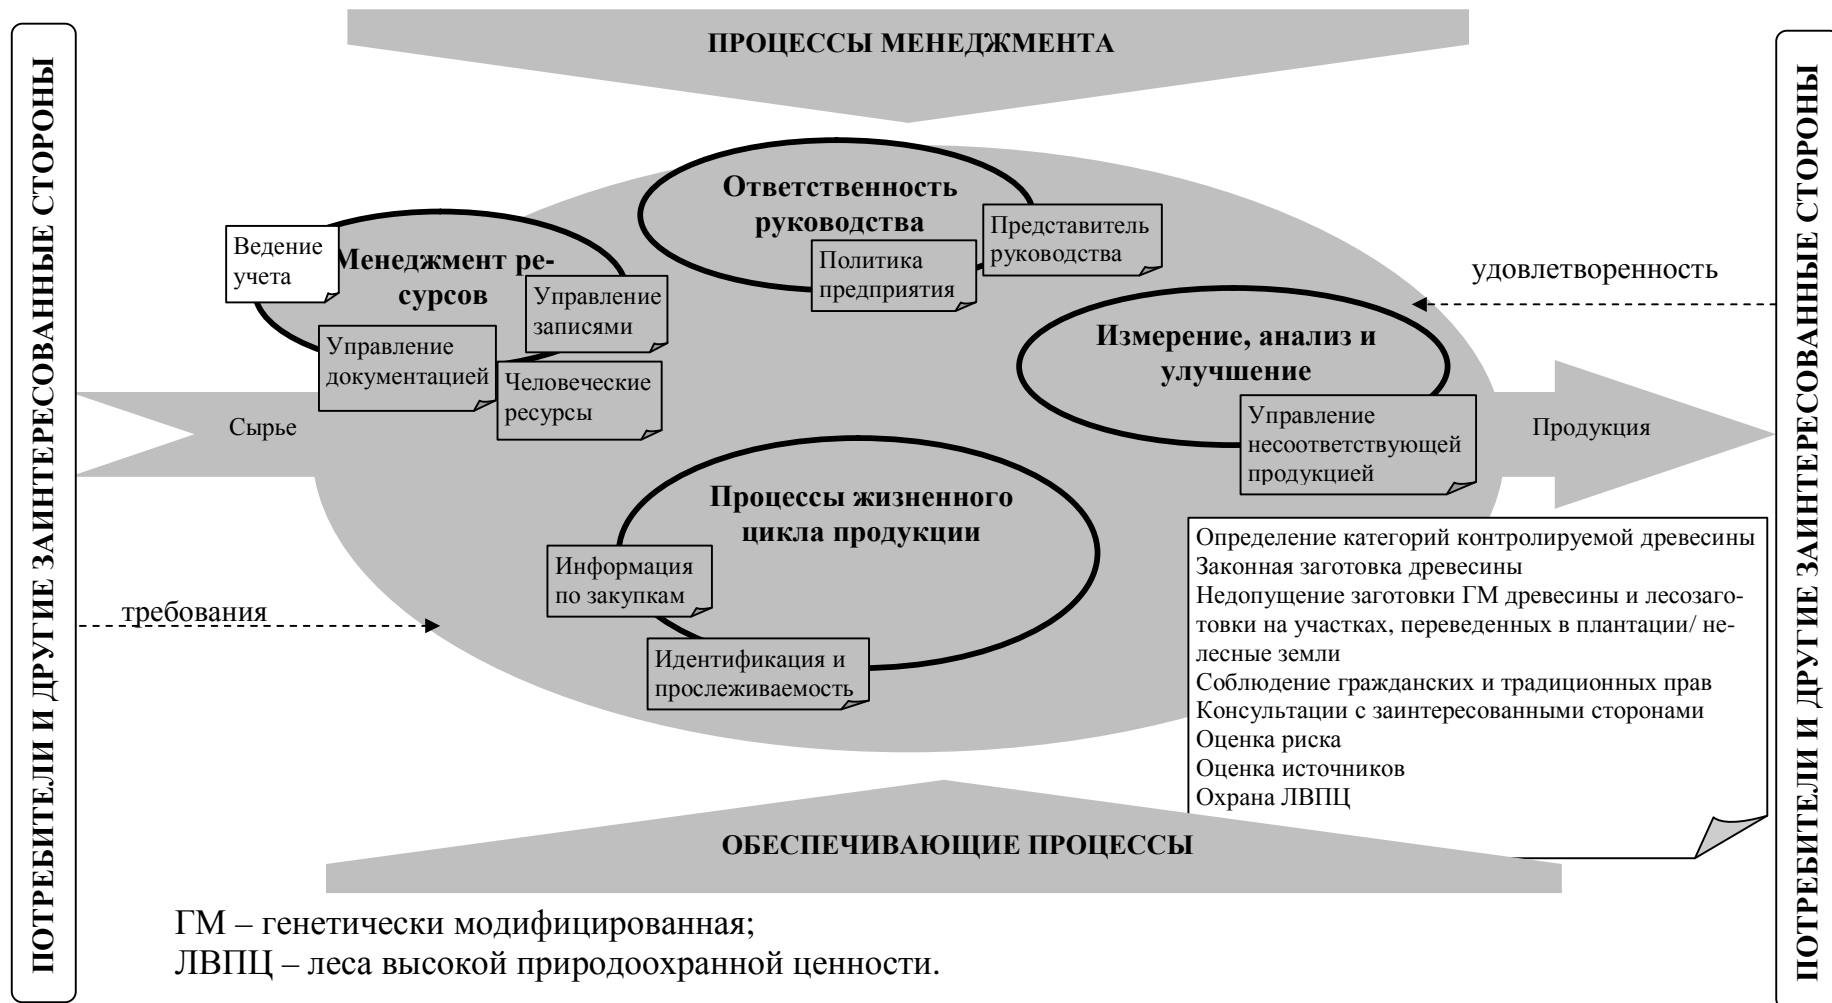 ПРОЦЕССЫ МЕНЕДЖМЕНТА
ПОТРЕБИТЕЛИ И ДРУГИЕ ЗАИНТЕРЕСОВАННЫЕ СТОРОНЫ
Ответственность
руководства
Представитель
руководства
Политика
предприятия
Ведение
учета
Менеджмент ре-
сурсов
Управление
записями
Управление
документацией
Человеческие
ресурсы
удовлетворенность
Измерение, анализ и
улучшение
Управление
несоответствующей
продукцией
Сырье
Продукция
Процессы жизненного
цикла продукции
Информация
по закупкам
Идентификация и
прослеживаемость
требования
Определение категорий контролируемой древесины
Законная заготовка древесины
Недопущение заготовки ГМ древесины и лесозаго-
товки на участках, переведенных в плантации/ не-
лесные земли
Соблюдение гражданских и традиционных прав
Консультации с заинтересованными сторонами
Оценка риска
Оценка источников
Охрана ЛВПЦ
ПОТРЕБИТЕЛИ И ДРУГИЕ ЗАИНТЕРЕСОВАННЫЕ СТОРОНЫ
ОБЕСПЕЧИВАЮЩИЕ ПРОЦЕССЫ
ГМ – генетически модифицированная;
ЛВПЦ – леса высокой природоохранной ценности.